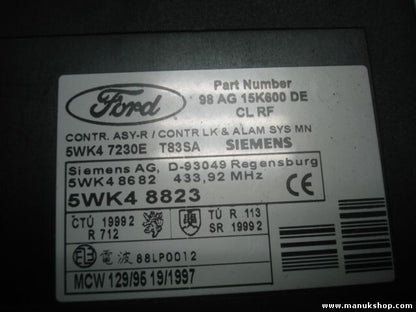 Ford
Part Number
98 AG 15K600 DE
CL RF
CONTR. ASY-R / CONTR LK & ALAM SYS MN
5WK4 7230E T83SA SIEMENS
Siemens AG, D-93049 Regensburg
5WK4 8682 433,92 MHz
5WK4 8823
CE
ČTÚ 1999 2
R 712
TÚ R 113
SR 1999 2
電波 88LP0012
MCW 129/95 19/1997
www.manukshop.com